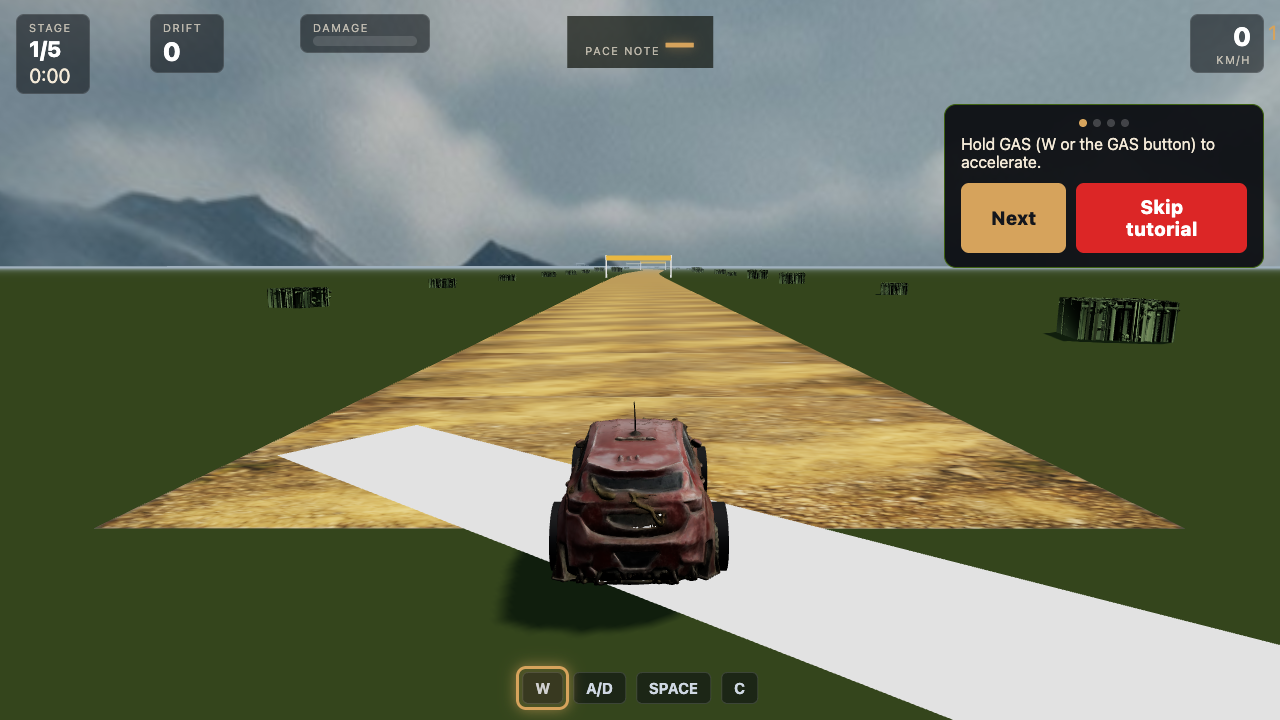 STAGE
1/5
0:00
DRIFT
0
DAMAGE
PACE NOTE
0
KM/H
Hold GAS (W or the GAS button) to
accelerate.
Next
Skip
tutorial
W
A/D
SPACE
C